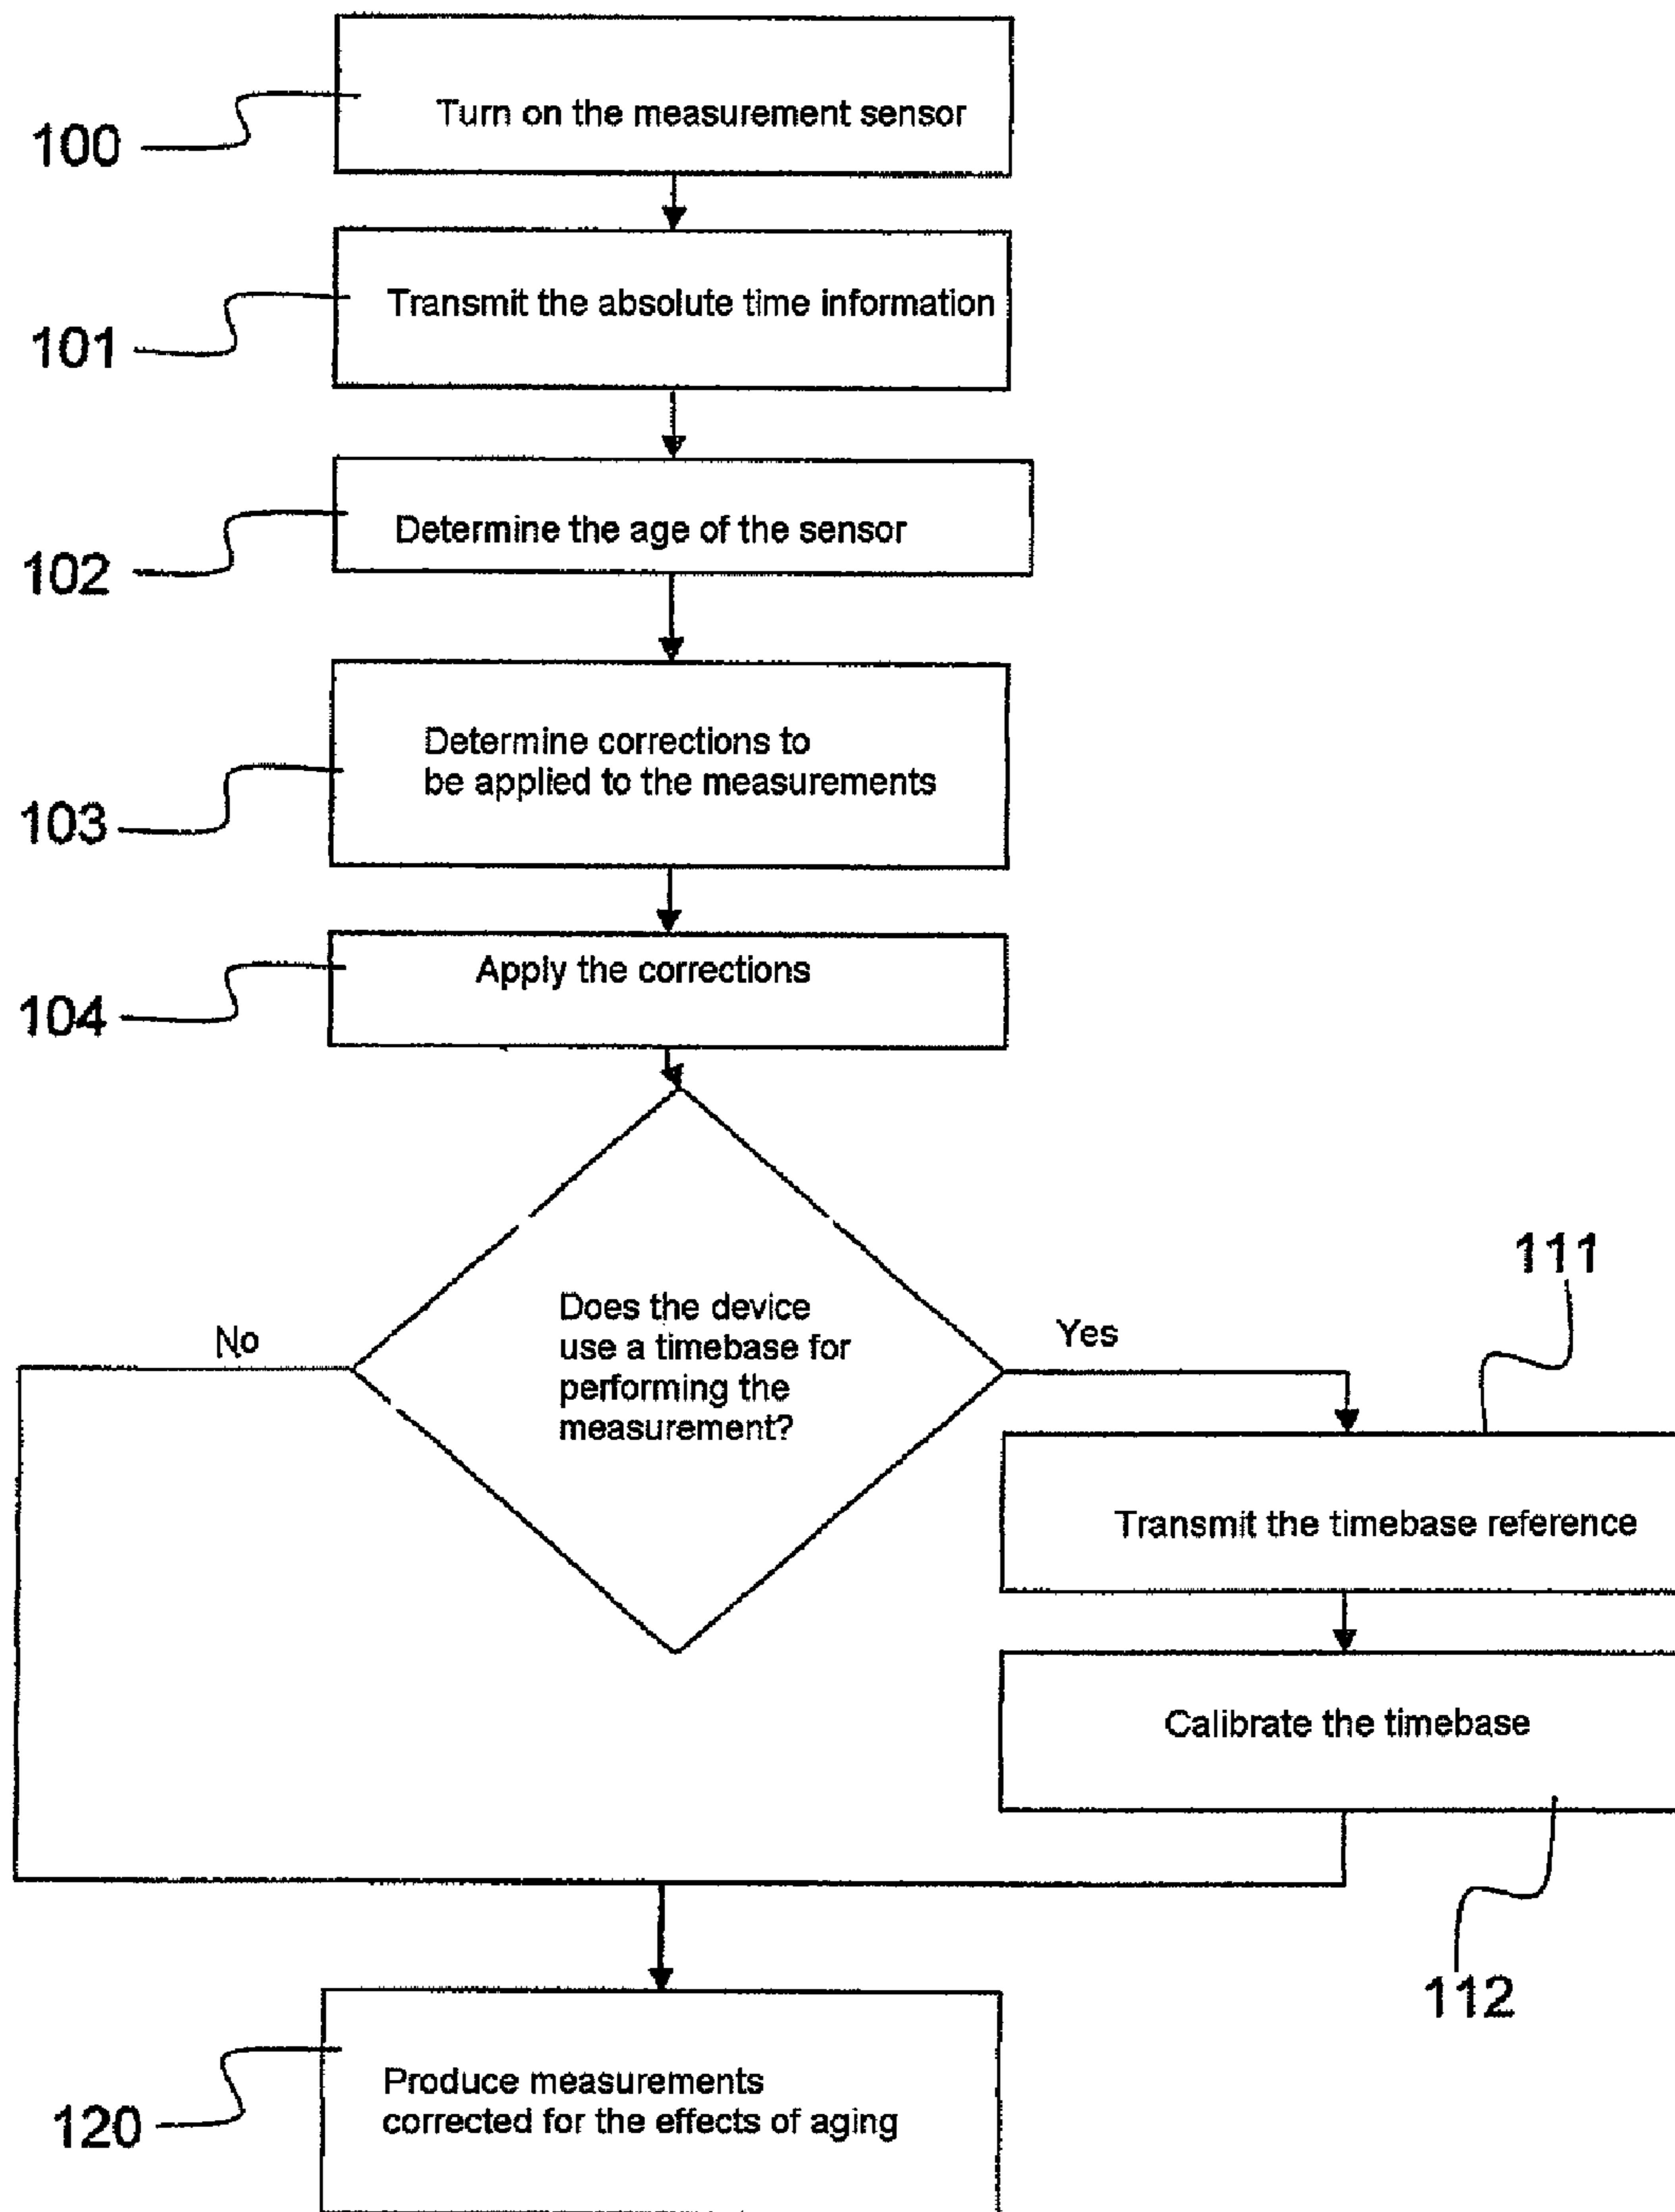 Turn on the measurement sensor
100
Transmit the absolute time information
101
Determine the age of the sensor
102
Determine corrections to
be applied to the measurements
103
Apply the corrections
104
Does the device
use a timebase for
performing the
measurement?
No
Yes
111
Transmit the timebase reference
Calibrate the timebase
112
Produce measurements
corrected for the effects of aging
120